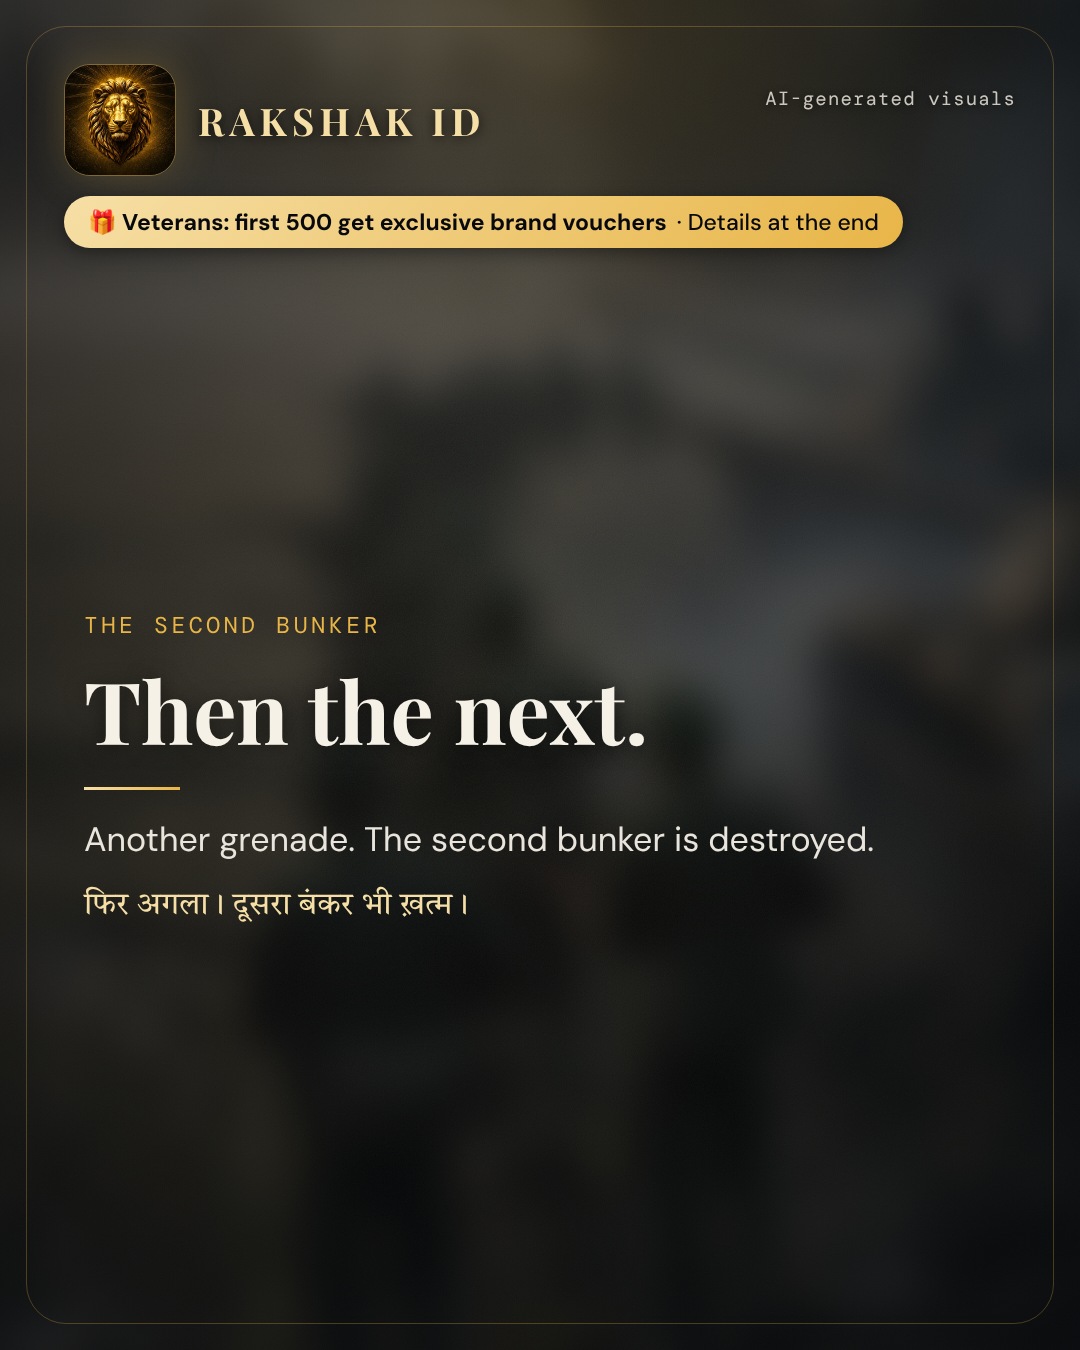 RAKSHAK ID
AI-generated visuals
🎁 Veterans: first 500 get exclusive brand vouchers · Details at the end
THE SECOND BUNKER
Then the next.
Another grenade. The second bunker is destroyed.
फिर अगला। दूसरा बंकर भी ख़त्म।